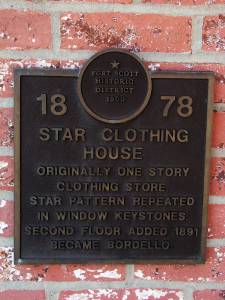 FORT SCOTT
HISTORIC
DISTRICT
1900
18 78
STAR CLOTHING
HOUSE
ORIGINALLY ONE STORY
CLOTHING STORE.
STAR PATTERN REPEATED
IN WINDOW KEYSTONES.
SECOND FLOOR ADDED 1891
BECAME BORDELLO.